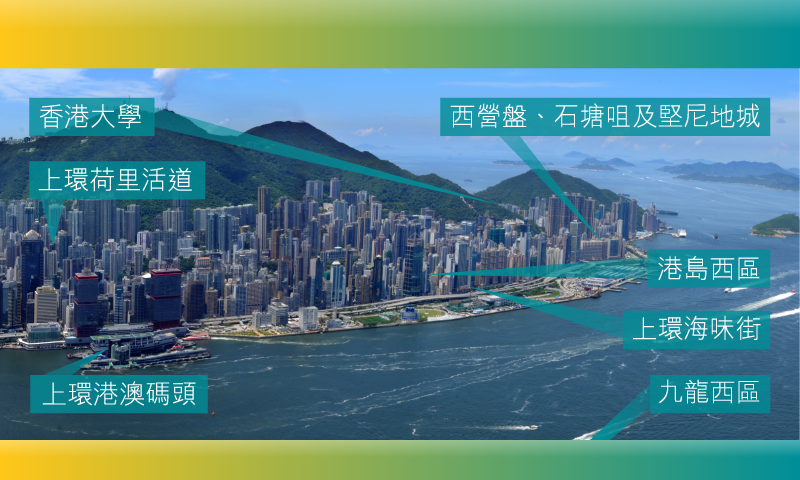 香港大學
西營盤、石塘咀及堅尼地城
上環荷里活道
港島西區
上環海味街
上環港澳碼頭
九龍西區